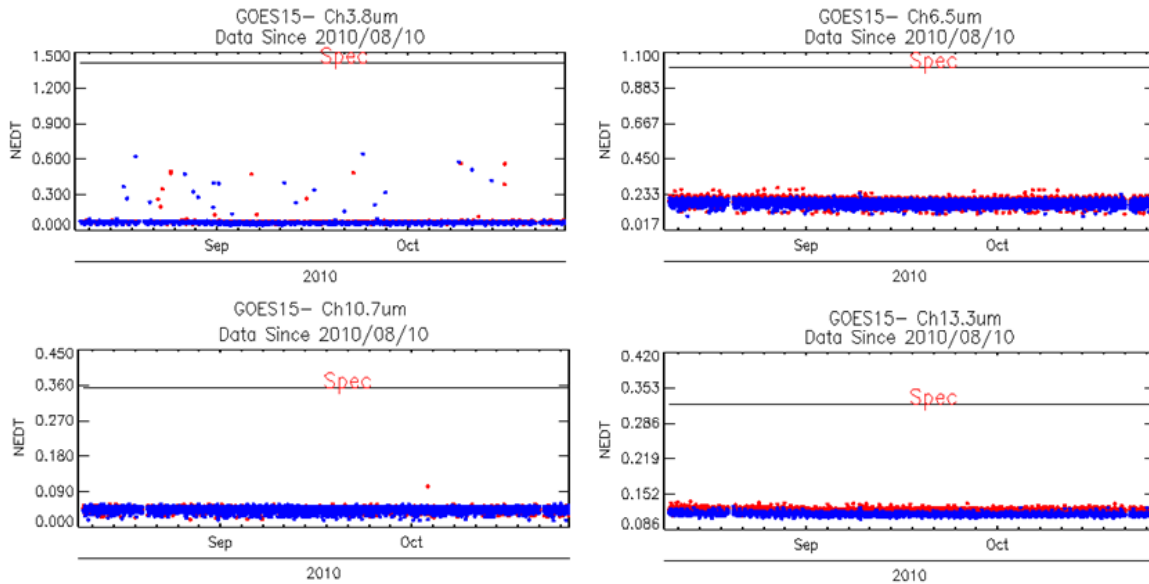 GOES15- Ch3.8um
Data Since 2010/08/10
1.500
1.200
0.900
0.600
0.300
0.000
NEDT
Spec
Sep
Oct
2010
GOES15- Ch6.5um
Data Since 2010/08/10
1.100
0.883
0.667
0.450
0.233
0.017
NEDT
Spec
Sep
Oct
2010
GOES15- Ch10.7um
Data Since 2010/08/10
0.450
0.360
0.270
0.180
0.090
0.000
NEDT
Spec
Sep
Oct
2010
GOES15- Ch13.3um
Data Since 2010/08/10
0.420
0.353
0.286
0.219
0.152
0.086
NEDT
Spec
Sep
Oct
2010